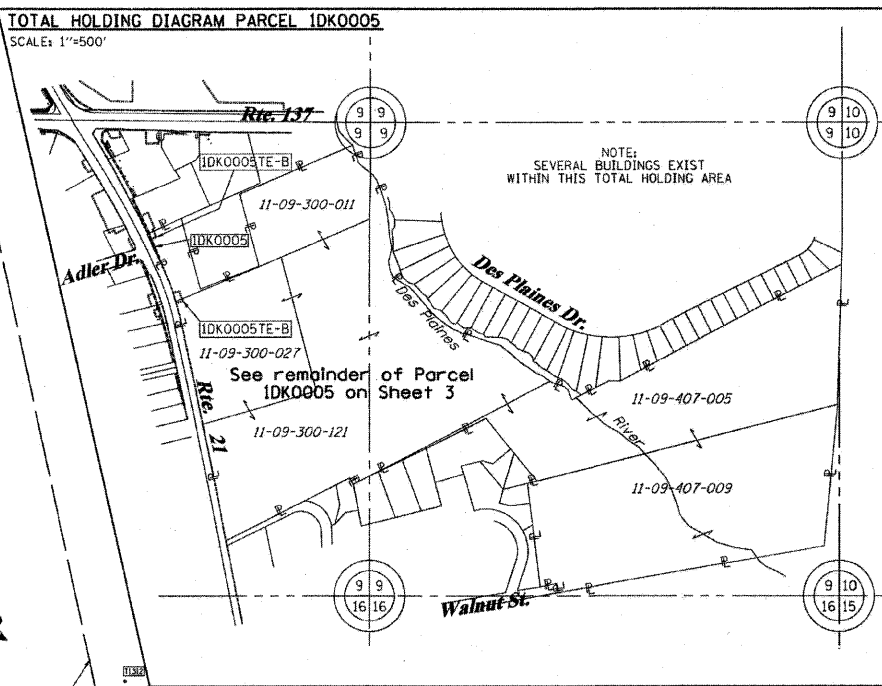 TOTAL HOLDING DIAGRAM PARCEL 1DK0005
SCALE: 1"=500'
Rte. 137
9 9
9 9
9 10
9 10
NOTE:
SEVERAL BUILDINGS EXIST
WITHIN THIS TOTAL HOLDING AREA
1DK0005TE-B
11-09-300-011
1DK0005
Adler Dr.
Des Plaines Dr.
Des Plaines
1DK0005TE-B
11-09-300-027
See remainder of Parcel
1DK0005 on Sheet 3
Rte. 21
11-09-407-005
River
11-09-300-121
11-09-407-009
9 9
16 16
9 10
16 15
Walnut St.